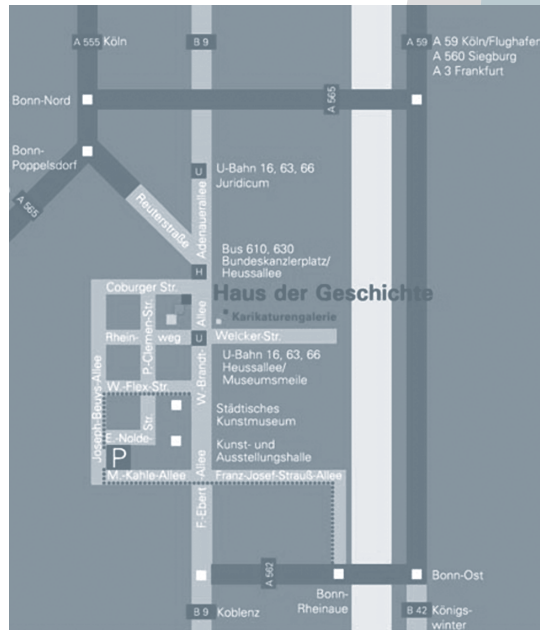 A 555 Köln
B 9
A 59 A 59 Köln/Flughafen
A 560 Siegburg
A 3 Frankfurt
Bonn-Nord
A 565
Bonn-
Poppelsdorf
A 565
U U-Bahn 16, 63, 66
Juridicum
Reuterstraße
Adenauerallee
Bus 610, 630
Bundeskanzlerplatz/
H Heussallee
Coburger Str.
Haus der Geschichte
Karikaturengalerie
P.-Clemen-Str.
Rhein- weg
W.-Brandt- Allee
U Welcker-Str.
U-Bahn 16, 63, 66
Heussallee/
Museumsmeile
Joseph-Beuys-Allee
W.-Flex-Str.
Städtisches
Kunstmuseum
E.-Nolde- Str.
Kunst- und
Ausstellungshalle
P
M.-Kahle-Allee
F.-Ebert-Allee
Franz-Josef-Strauß-Allee
A 562
Bonn-Ost
Bonn-
Rheinaue
B 9 Koblenz
B 42 Königs-
winter